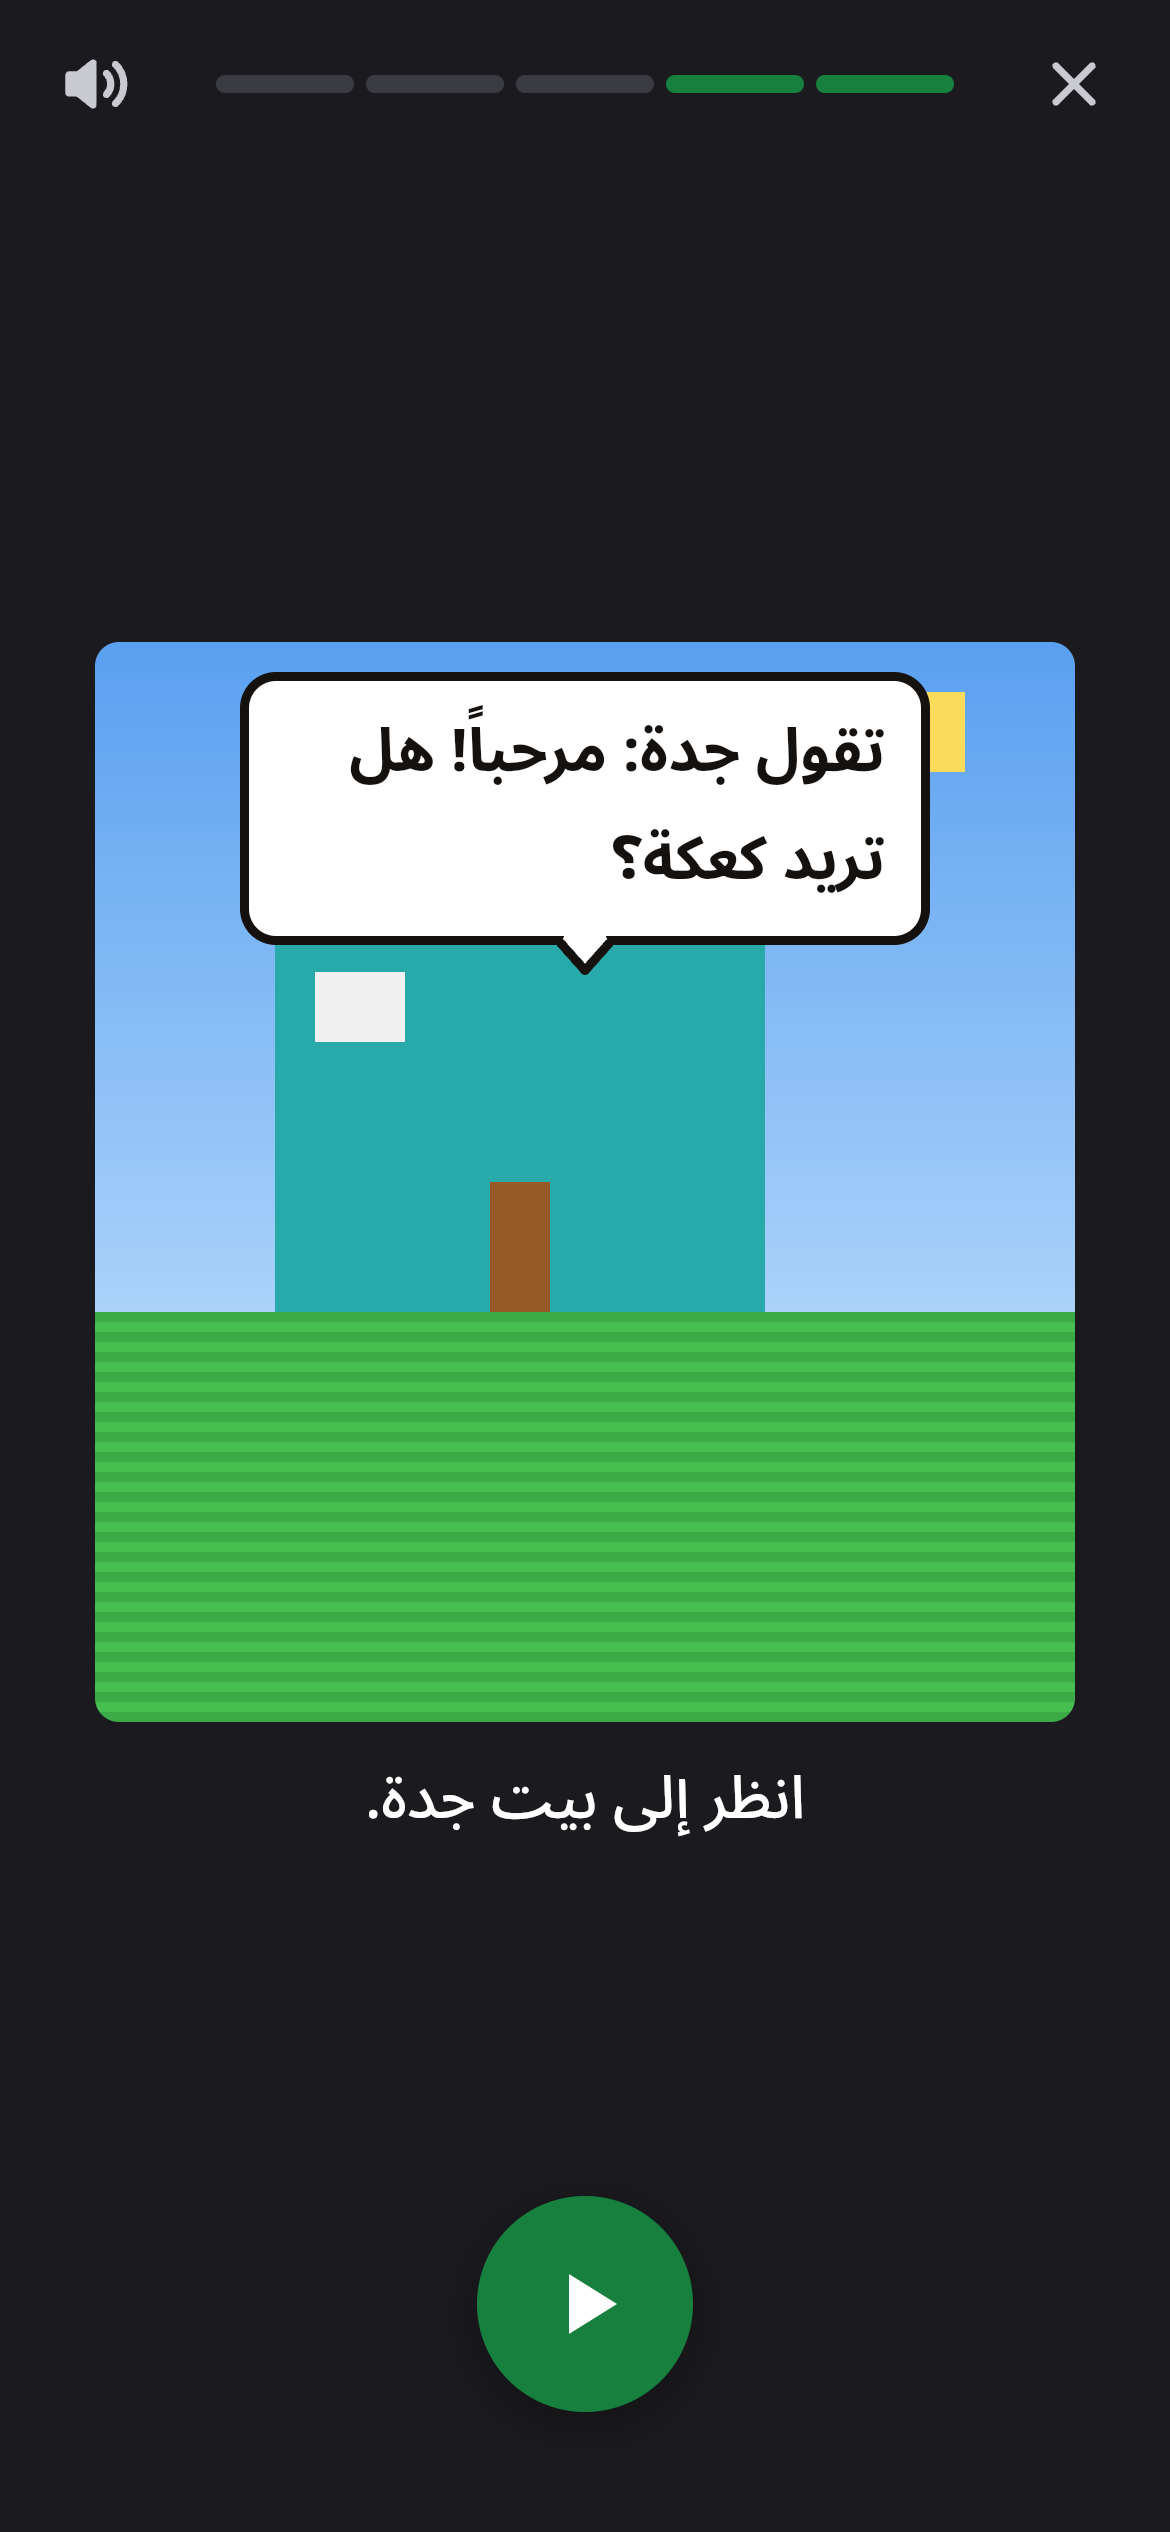 تقول جدة: مرحباً! هل
تريد كعكة؟
انظر إلى بيت جدة.